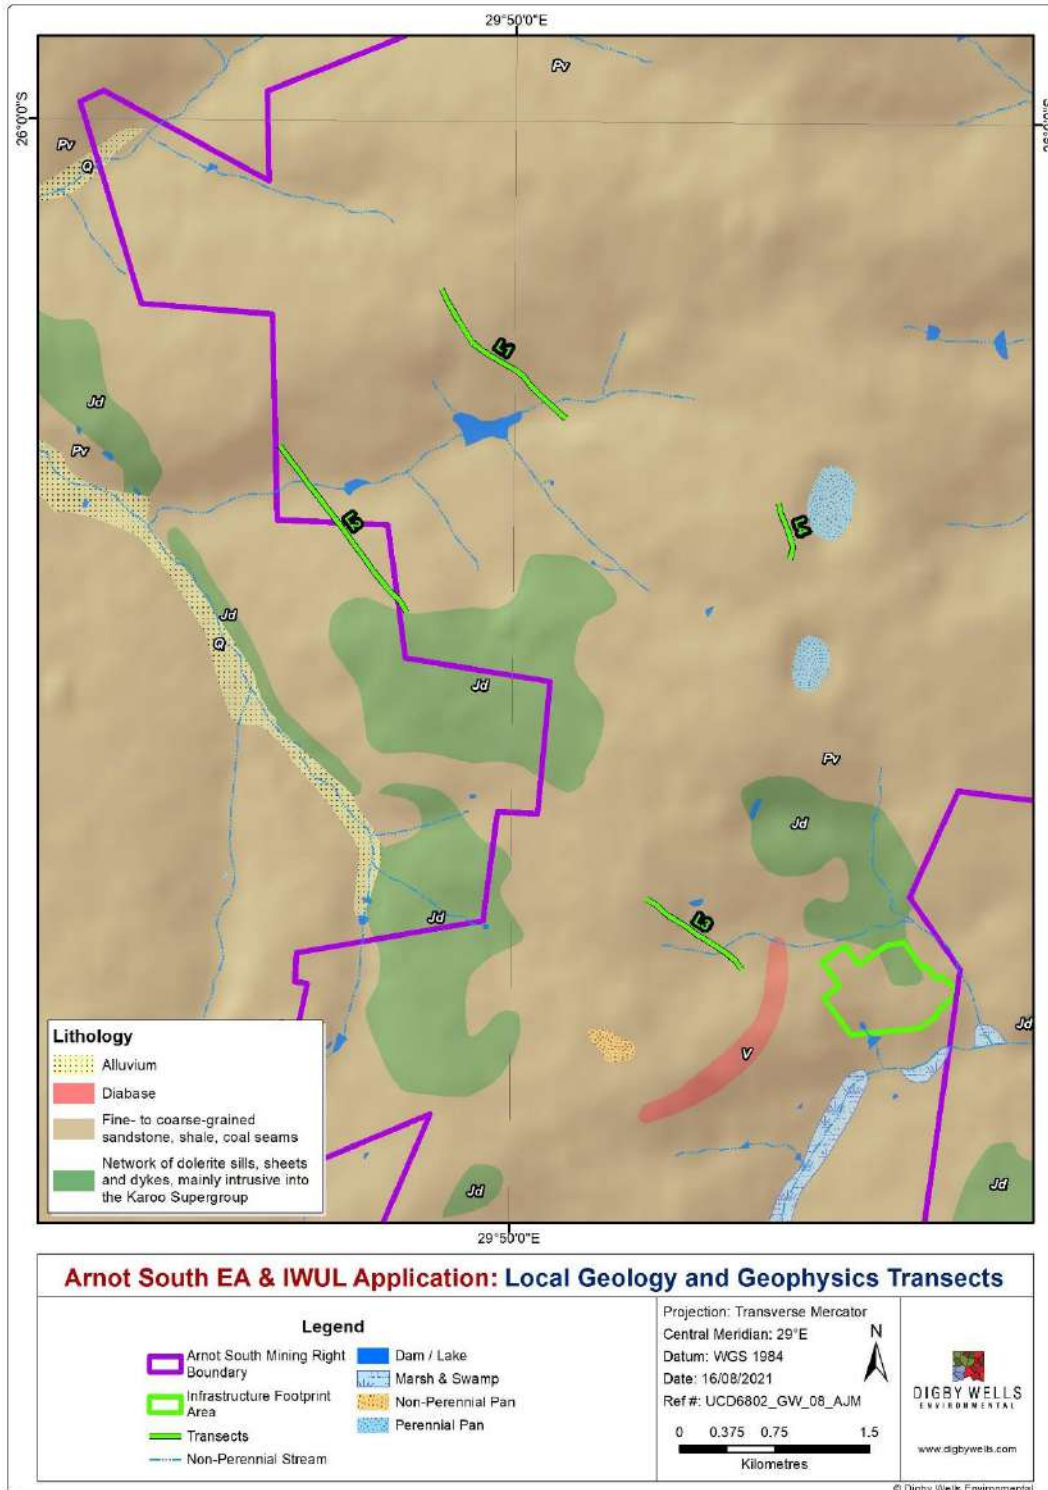 29°50'0"E
26°0'0"S
Pv
Pv
Q
L1
Jd
Pv
L2
L4
Jd
Q
Jd
Pv
Jd
L3
Jd
Jd
V
Jd
Jd
Lithology
Alluvium
Diabase
Fine- to coarse-grained
sandstone, shale, coal seams
Network of dolerite sills, sheets
and dykes, mainly intrusive into
the Karoo Supergroup
29°50'0"E
Arnot South EA & IWUL Application: Local Geology and Geophysics Transects
Legend
Arnot South Mining Right
Boundary
Infrastructure Footprint
Area
Transects
Non-Perennial Stream
Dam / Lake
Marsh & Swamp
Non-Perennial Pan
Perennial Pan
Projection: Transverse Mercator
Central Meridian: 29°E
Datum: WGS 1984
Date: 16/08/2021
Ref #: UCD6802_GW_08_AJM
N
0 0.375 0.75 1.5
Kilometres
DIGBY WELLS
ENVIRONMENTAL
www.digbywells.com
© Digby Wells Environmental